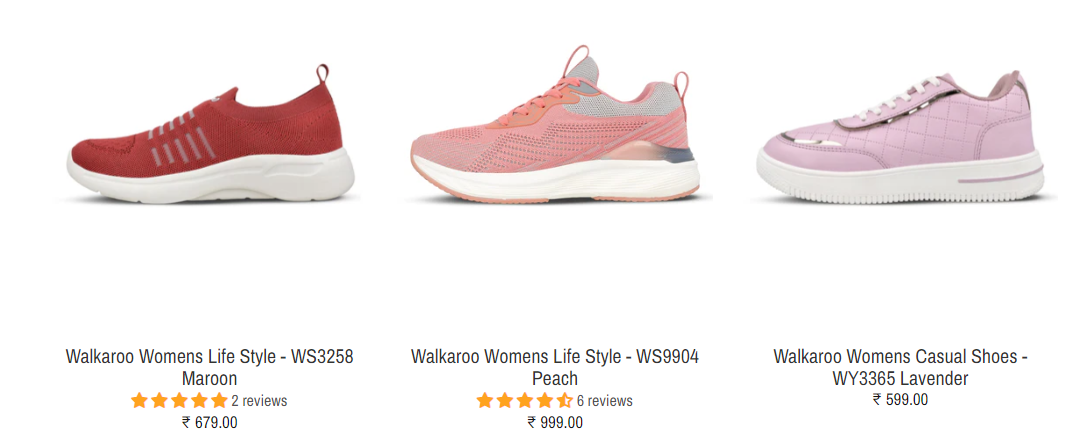 Walkaroo Womens Life Style - WS3258
Maroon
2 reviews
₹ 679.00
Walkaroo Womens Life Style - WS9904
Peach
6 reviews
₹ 999.00
Walkaroo Womens Casual Shoes -
WY3365 Lavender
₹ 599.00